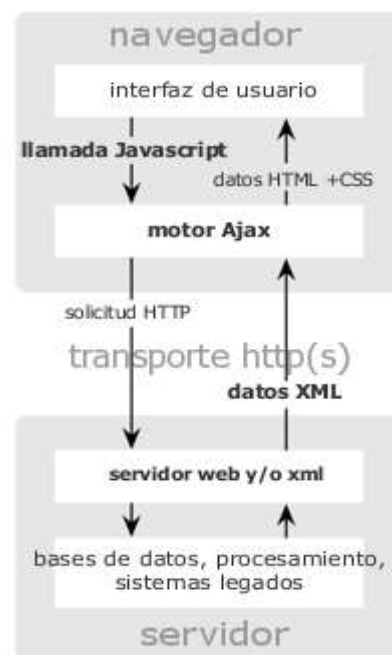 navegador
interfaz de usuario
llamada Javascript
datos HTML +CSS
motor Ajax
solicitud HTTP
transporte http(s)
datos XML
servidor web y/o xml
bases de datos, procesamiento,
sistemas legados
servidor